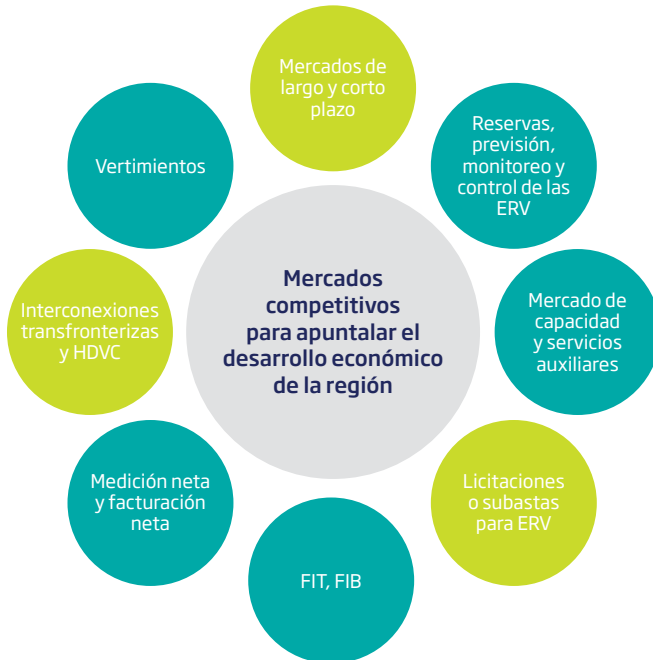 Mercados de
largo y corto
plazo
Reservas,
previsión,
monitoreo y
control de las
ERV
Vertimientos
Mercados
competitivos
para apuntalar el
desarrollo económico
de la región
Interconexiones
transfronterizas
y HDVC
Mercado de
capacidad
y servicios
auxiliares
Medición neta
y facturación
neta
Licitaciones
o subastas
para ERV
FIT, FIB